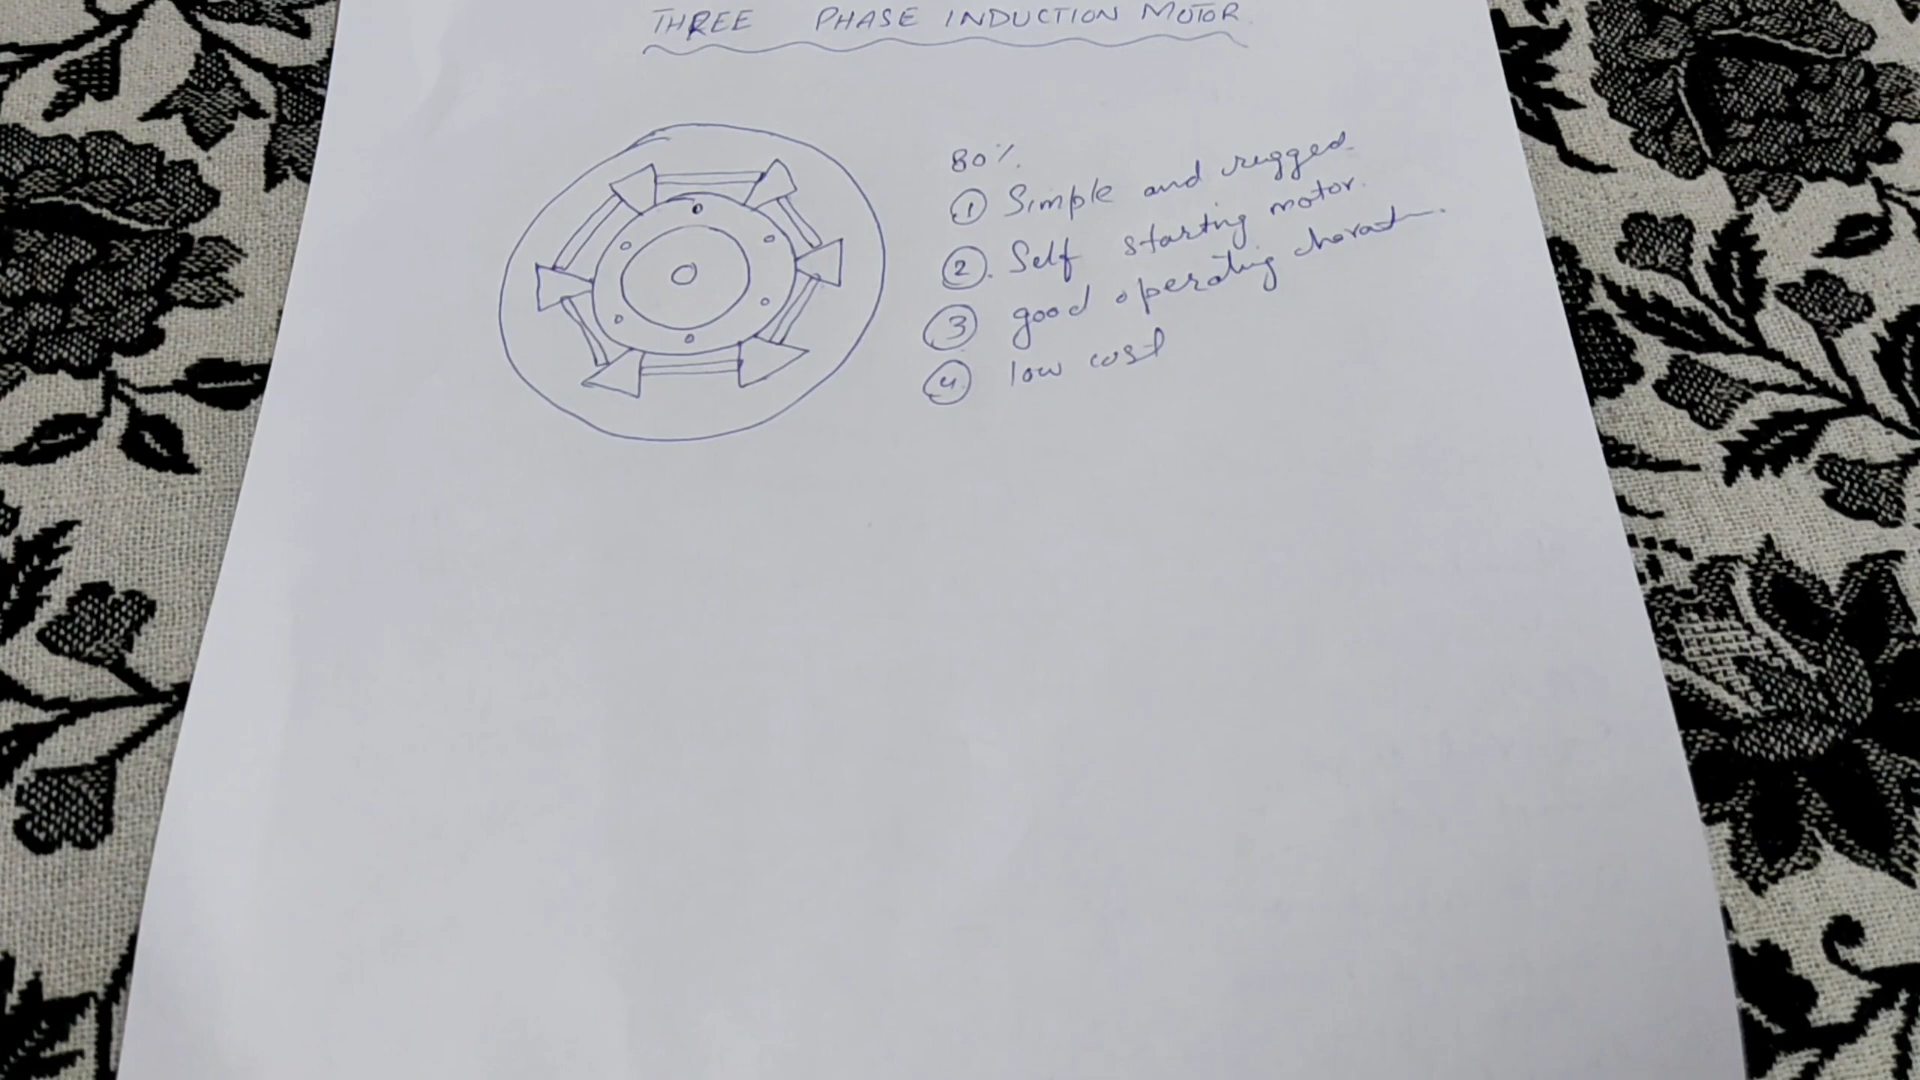 THREE PHASE INDUCTION MOTOR
80%.
① Simple and rugged
②. Self starting motor.
③ good operating charact
④ low cost